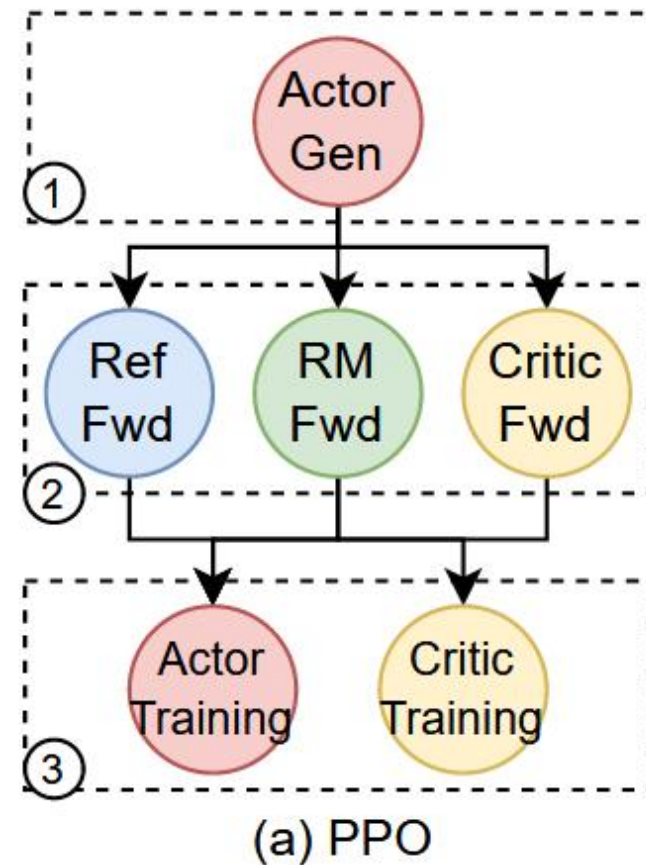 Actor
Gen
1
Ref
Fwd
RM
Fwd
Critic
Fwd
2
Actor
Training
Critic
Training
3
(a) PPO